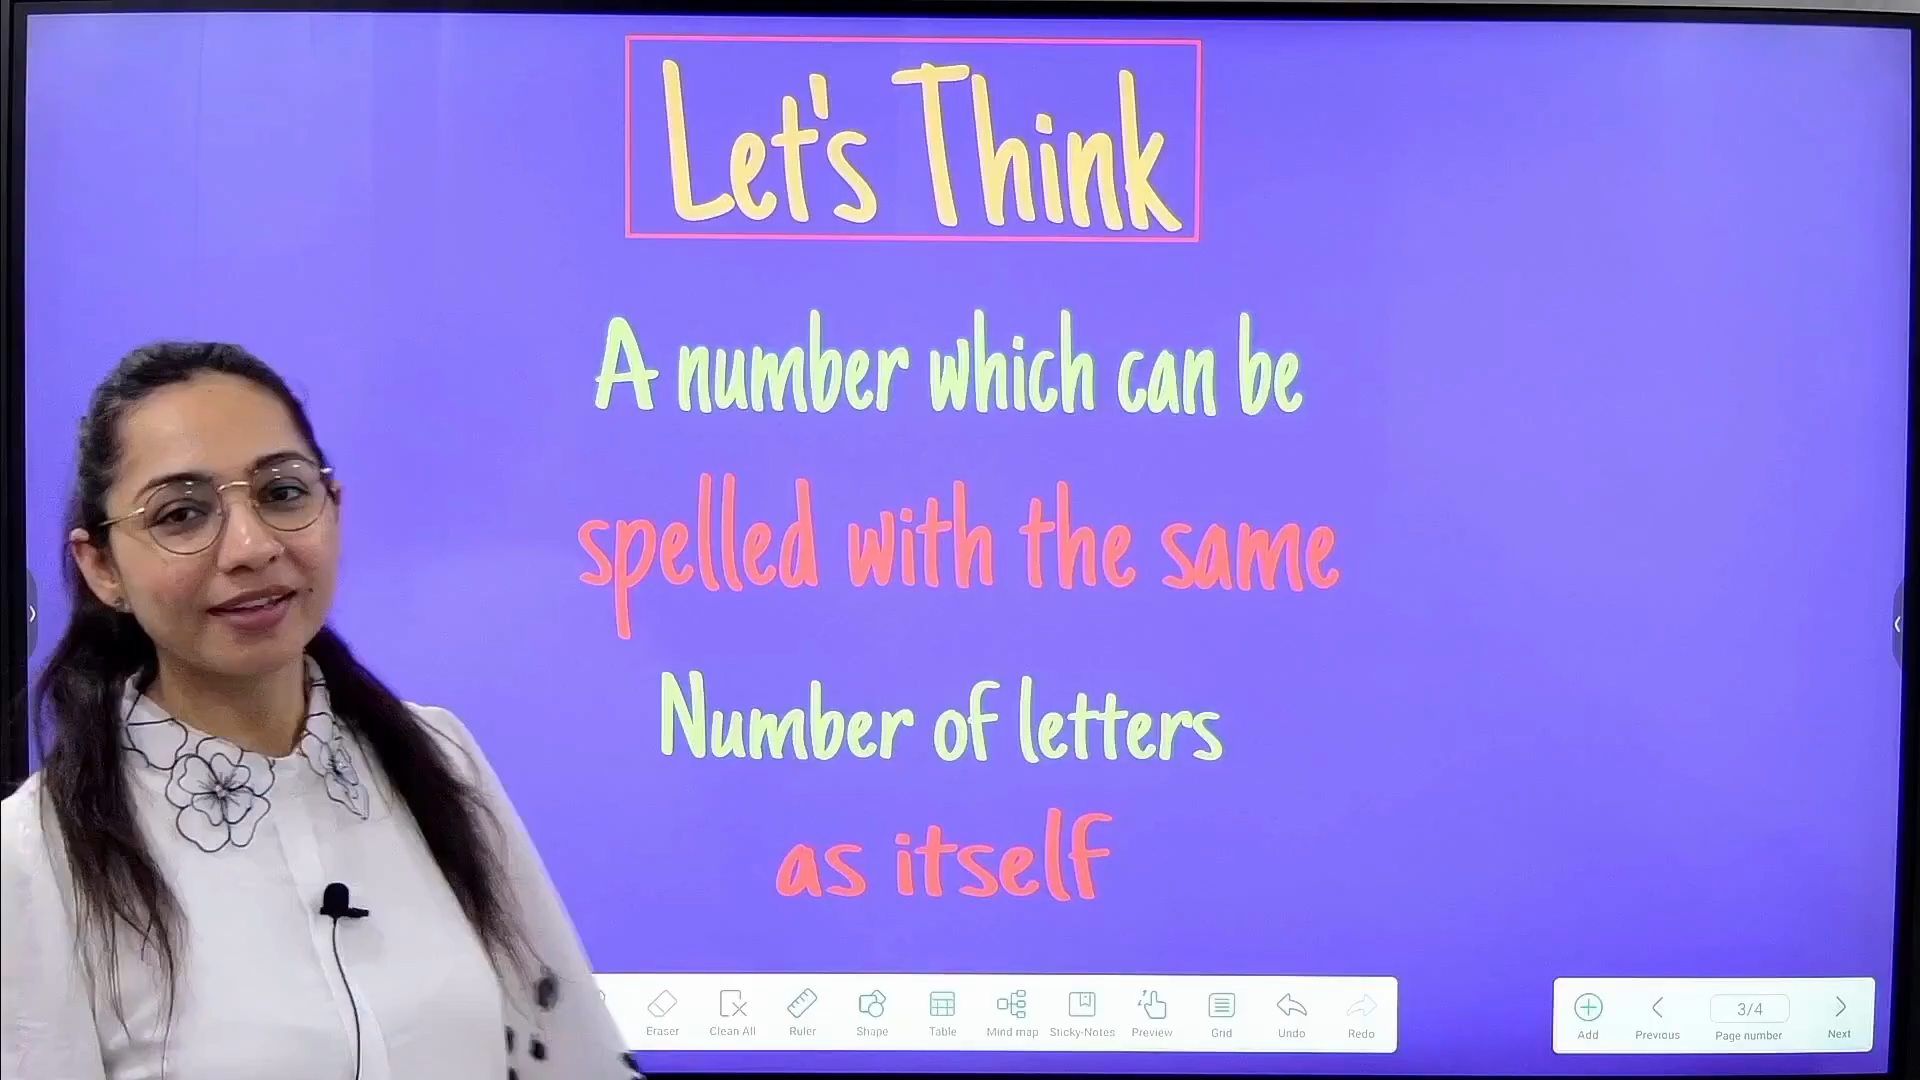 Let's Think
A number which can be
spelled with the same
Number of letters
as itself
Eraser Clean All Ruler Shape Table Mind map Sticky-Notes Preview Grid Undo Redo
3/4
Add Previous Page number Next